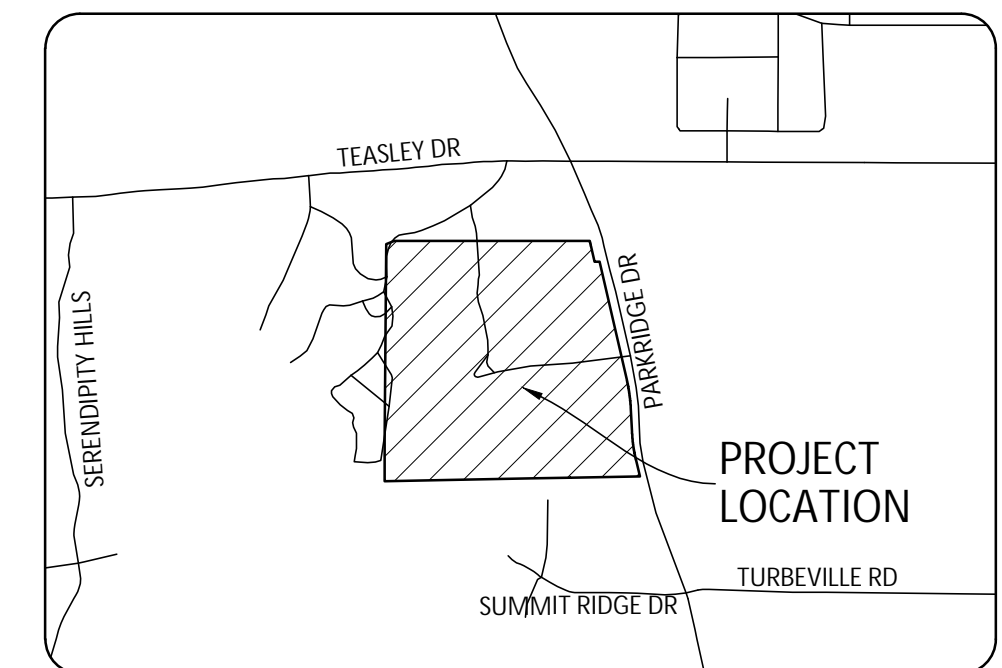 TEASLEY DR
PARKRIDGE DR
SERENDIPITY HILLS
PROJECT
LOCATION
TURBEVILLE RD
SUMMIT RIDGE DR